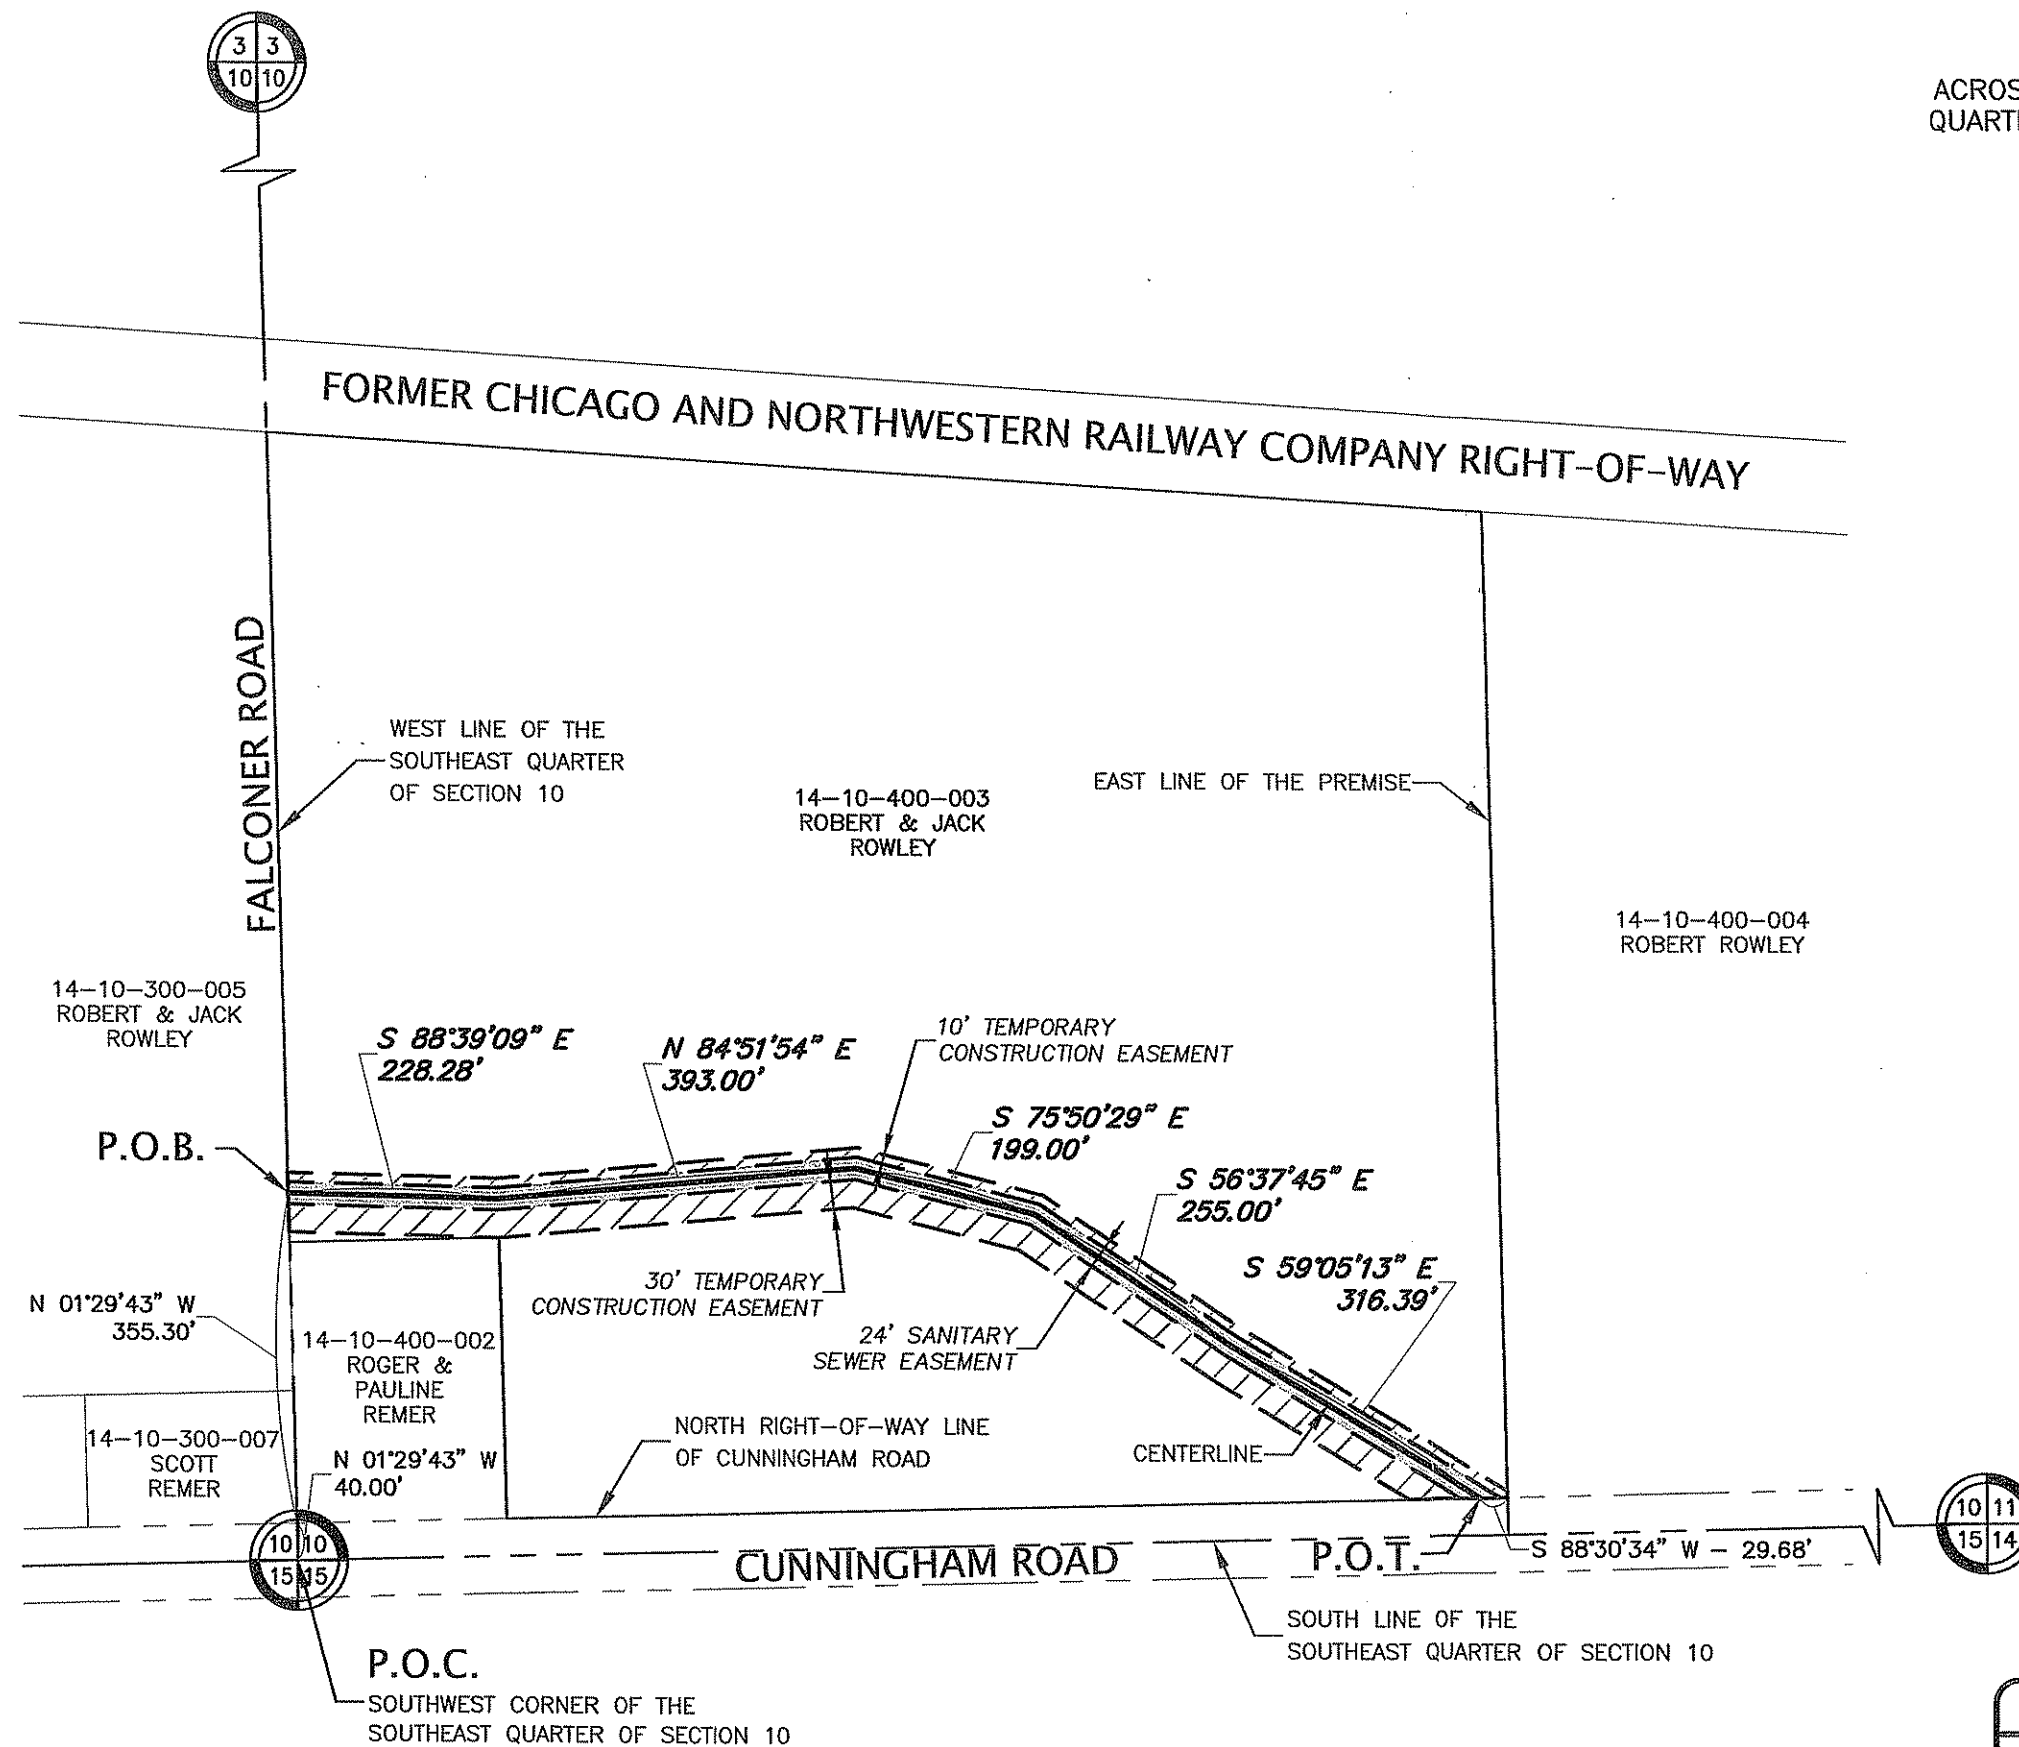 3 3
10 10
ACROS
QUART
FORMER CHICAGO AND NORTHWESTERN RAILWAY COMPANY RIGHT-OF-WAY
FALCONER ROAD
WEST LINE OF THE
SOUTHEAST QUARTER
OF SECTION 10
14-10-400-003
ROBERT & JACK
ROWLEY
EAST LINE OF THE PREMISE
14-10-400-004
ROBERT ROWLEY
14-10-300-005
ROBERT & JACK
ROWLEY
S 88°39'09" E
228.28'
N 84°51'54" E
393.00'
10' TEMPORARY
CONSTRUCTION EASEMENT
S 75°50'29" E
199.00'
P.O.B.
S 56°37'45" E
255.00'
S 59°05'13" E
316.39'
30' TEMPORARY
CONSTRUCTION EASEMENT
N 01°29'43" W
355.30'
24' SANITARY
SEWER EASEMENT
14-10-400-002
ROGER &
PAULINE
REMER
14-10-300-007
SCOTT
REMER
N 01°29'43" W
40.00'
NORTH RIGHT-OF-WAY LINE
OF CUNNINGHAM ROAD
CENTERLINE
10 10
15 15
CUNNINGHAM ROAD
P.O.T.
S 88°30'34" W - 29.68'
10 11
15 14
SOUTH LINE OF THE
SOUTHEAST QUARTER OF SECTION 10
P.O.C.
SOUTHWEST CORNER OF THE
SOUTHEAST QUARTER OF SECTION 10